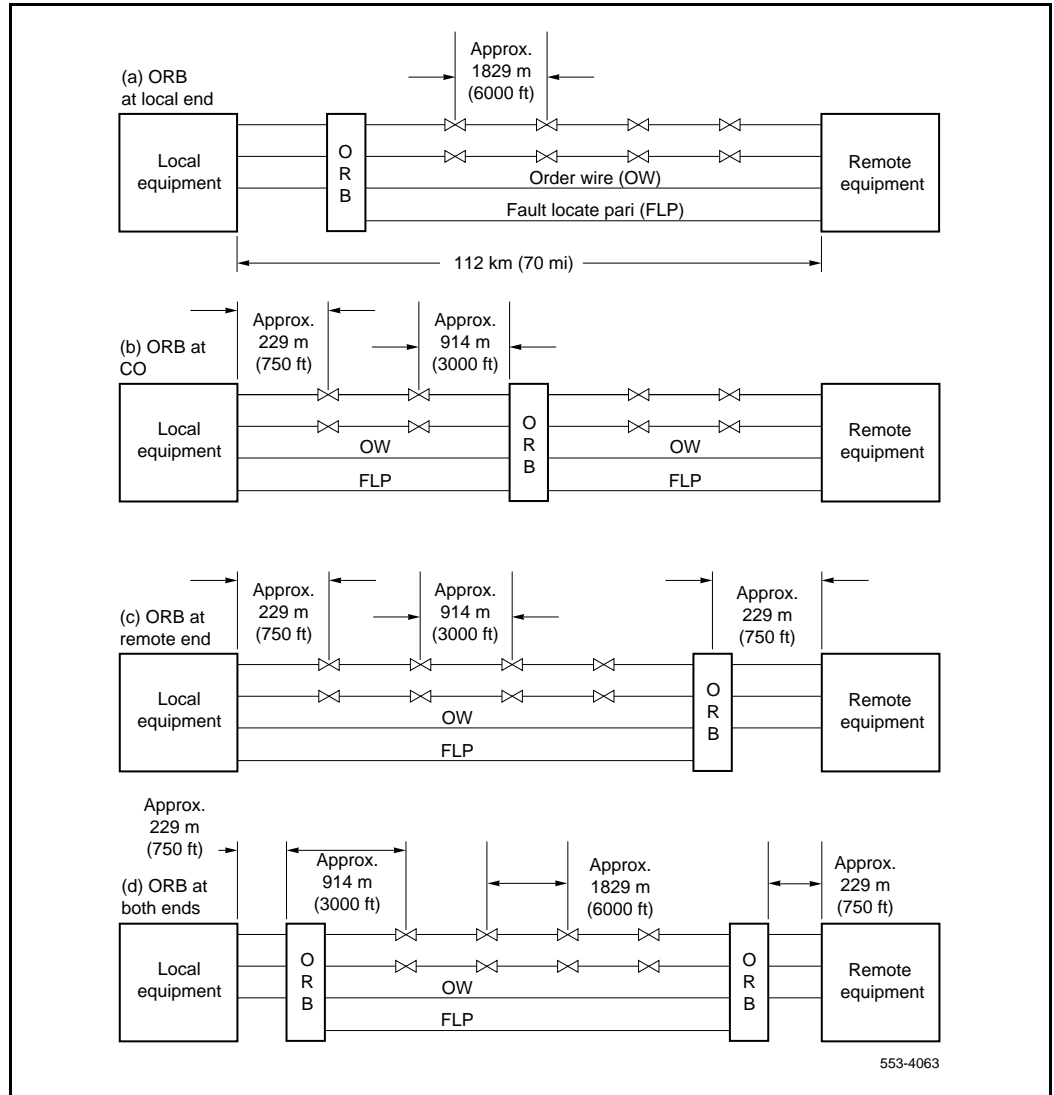 Approx.
1829 m
(6000 ft)
(a) ORB
at local end
Local
equipment
O
R
B
Order wire (OW)
Fault locate pari (FLP)
Remote
equipment
112 km (70 mi)
Approx.
229 m
(750 ft)
Approx.
914 m
(3000 ft)
(b) ORB at
CO
Local
equipment
OW
FLP
O
R
B
OW
FLP
Remote
equipment
Approx.
229 m
(750 ft)
Approx.
914 m
(3000 ft)
Approx.
229 m
(750 ft)
(c) ORB at
remote end
Local
equipment
OW
FLP
O
R
B
Remote
equipment
Approx.
229 m
(750 ft)
Approx.
914 m
(3000 ft)
Approx.
1829 m
(6000 ft)
Approx.
229 m
(750 ft)
(d) ORB at
both ends
Local
equipment
O
R
B
OW
FLP
O
R
B
Remote
equipment
553-4063